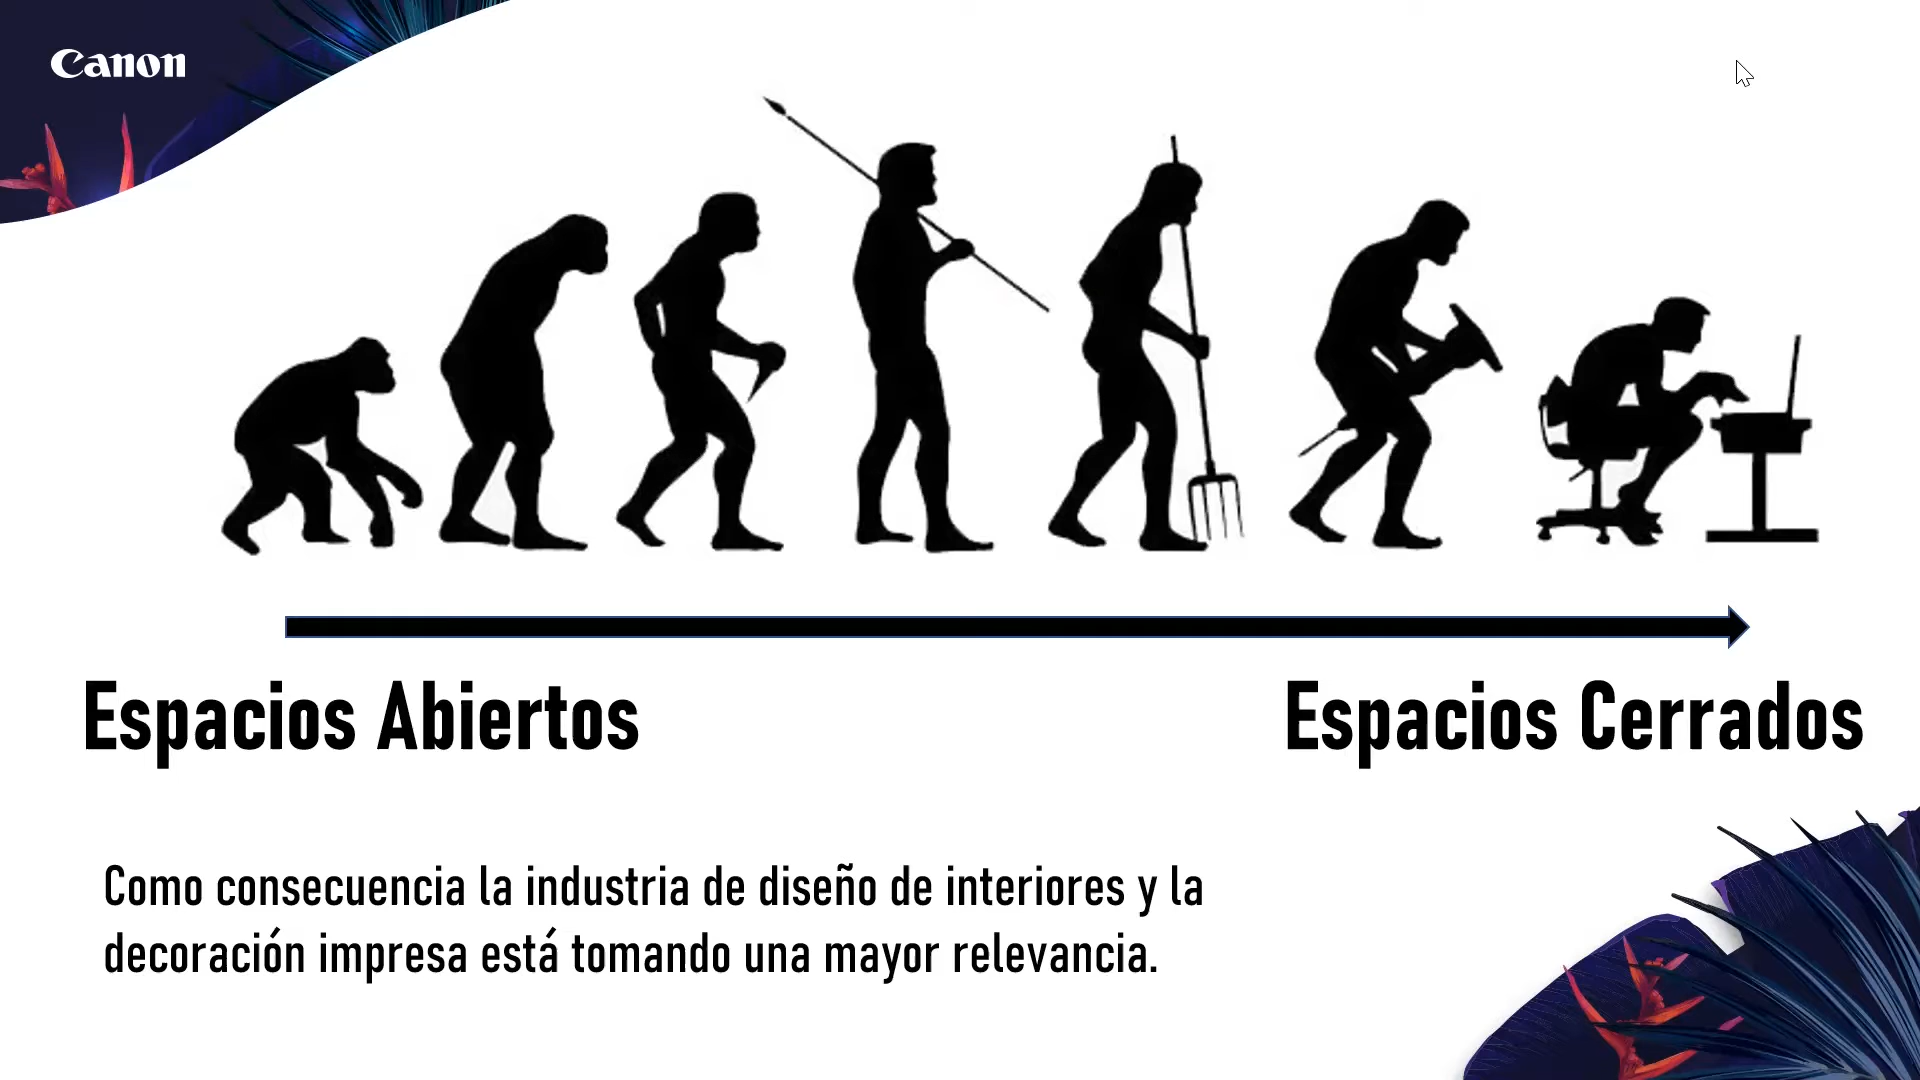 Canon
Espacios Abiertos
Espacios Cerrados
Como consecuencia la industria de diseño de interiores y la
decoración impresa está tomando una mayor relevancia.